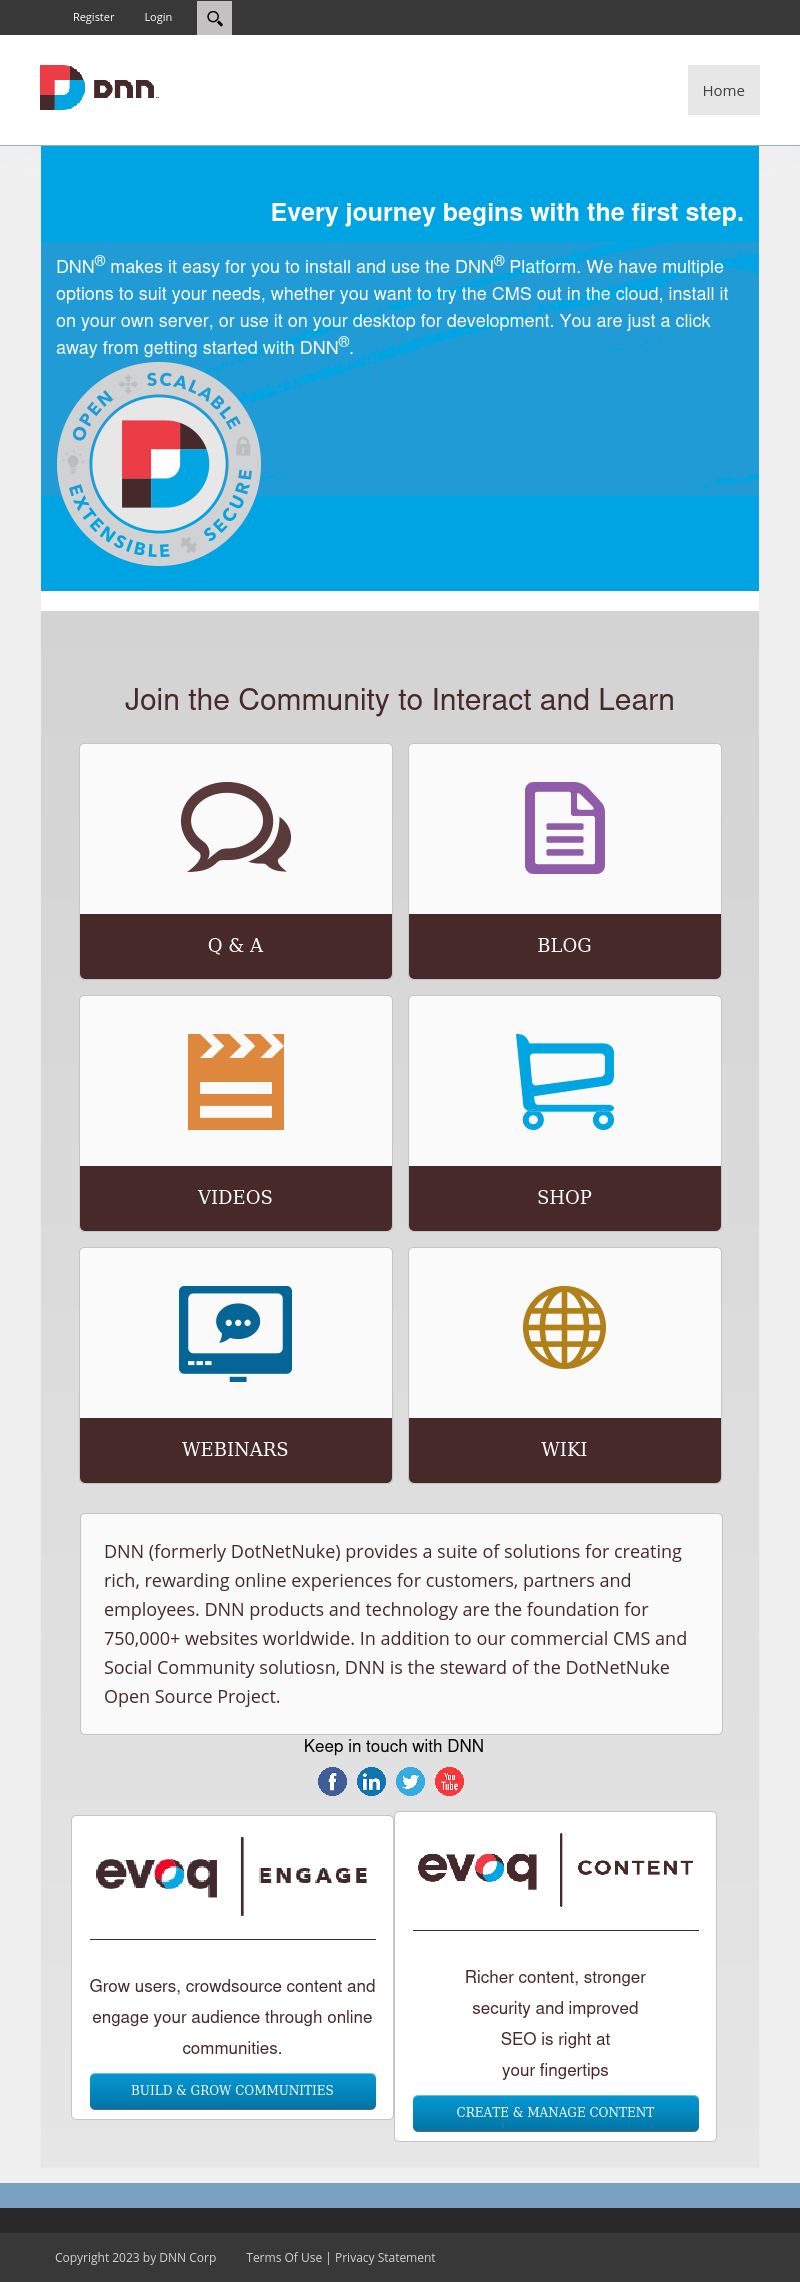 Register Login
DNN
Home
Every journey begins with the first step.
DNN® makes it easy for you to install and use the DNN® Platform. We have multiple
options to suit your needs, whether you want to try the CMS out in the cloud, install it
on your own server, or use it on your desktop for development. You are just a click
away from getting started with DNN®.
OPEN SCALABLE
EXTENSIBLE SECURE
Join the Community to Interact and Learn
Q & A BLOG
VIDEOS SHOP
WEBINARS WIKI
DNN (formerly DotNetNuke) provides a suite of solutions for creating
rich, rewarding online experiences for customers, partners and
employees. DNN products and technology are the foundation for
750,000+ websites worldwide. In addition to our commercial CMS and
Social Community solutiosn, DNN is the steward of the DotNetNuke
Open Source Project.
Keep in touch with DNN
f in You Tube
evoq ENGAGE
Grow users, crowdsource content and
engage your audience through online
communities.
BUILD & GROW COMMUNITIES
evoq CONTENT
Richer content, stronger
security and improved
SEO is right at
your fingertips
CREATE & MANAGE CONTENT
Copyright 2023 by DNN Corp Terms Of Use | Privacy Statement